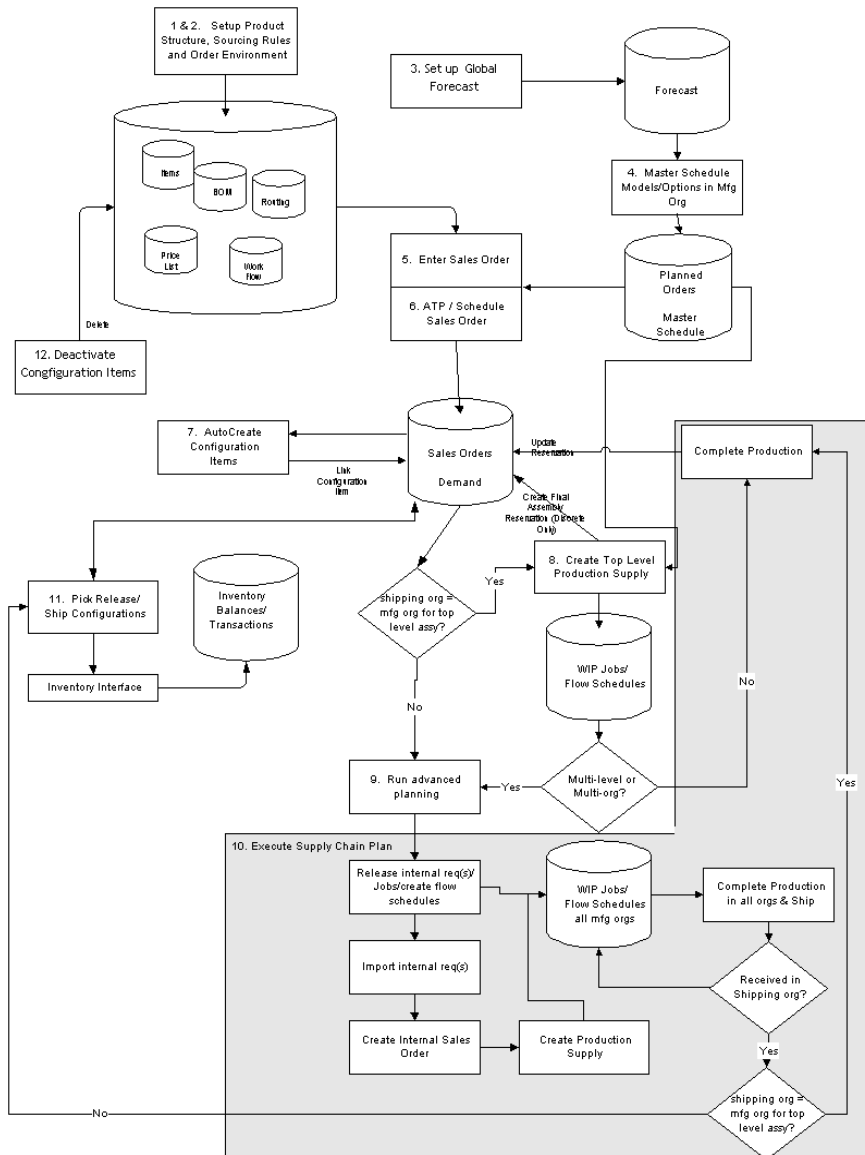 1 & 2. Setup Product
Structure, Sourcing Rules
and Order Environment
3. Set up Global
Forecast
Forecast
Items
BOM
Routing
Price
List
Work
Flow
4. Master Schedule
Models/Options in Mfg
Org
5. Enter Sales Order
6. ATP / Schedule
Sales Order
Planned
Orders
Master
Schedule
Delete
12. Deactivate
Congfiguration Items
7. AutoCreate
Configuration
Items
Link
Configuration
Item
Sales Orders
Demand
Update
Reservation
Complete Production
Create Final
Assembly
Reservation (Discrete
Only)
8. Create Top Level
Production Supply
Yes
shipping org =
mfg org for top
level assy?
11. Pick Release/
Ship Configurations
Inventory
Balances/
Transactions
Inventory Interface
WIP Jobs/
Flow Schedules
No
No
9. Run advanced
planning
Yes
Multi-level or
Multi-org?
Yes
10. Execute Supply Chain Plan
Release internal req(s)/
Jobs/create flow
schedules
WIP Jobs/
Flow Schedules
all mfg orgs
Complete Production
in all orgs & Ship
Import internal req(s)
Received in
Shipping org?
Create Internal Sales
Order
Create Production
Supply
Yes
No
shipping org =
mfg org for top
level assy?